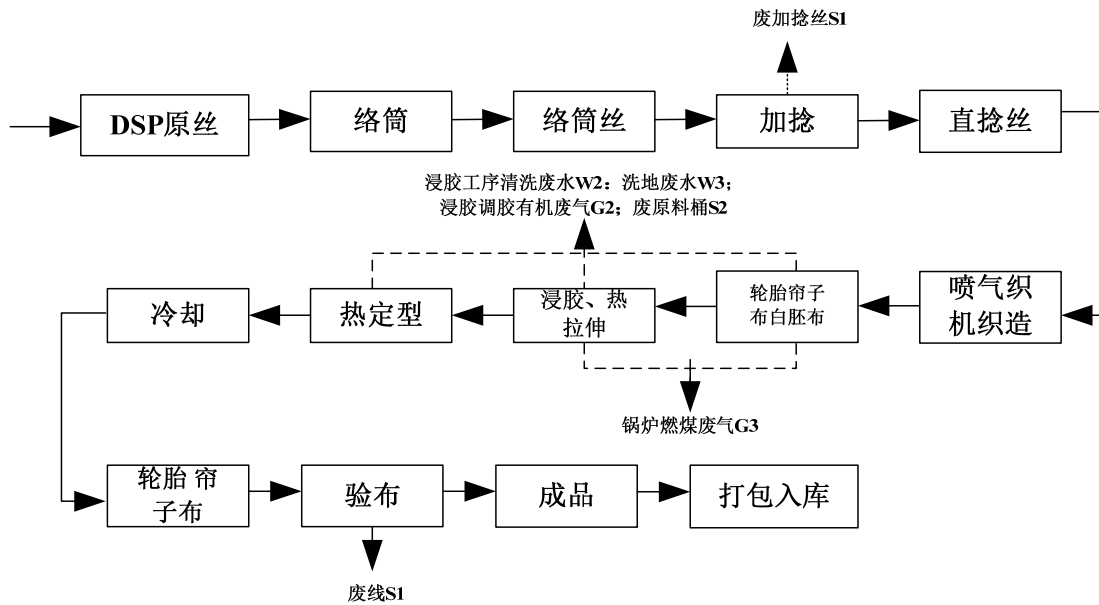 废加捻丝S1
DSP原丝
络筒
络筒丝
加捻
直捻丝
浸胶工序清洗废水W2：洗地废水W3；
浸胶调胶有机废气G2；废原料桶S2
冷却
热定型
浸胶、热
拉伸
轮胎帘子
布白胚布
喷气织
机织造
锅炉燃煤废气G3
轮胎 帘
子布
验布
成品
打包入库
废线S1